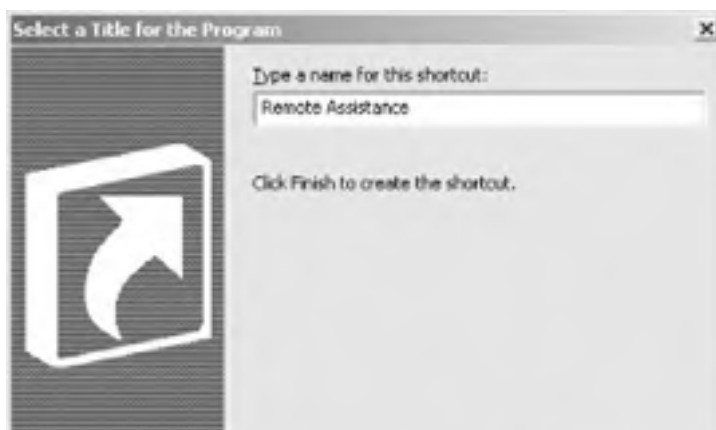 Select a Title for the Program
Type a name for this shortcut:
Remote Assistance
Click Finish to create the shortcut.